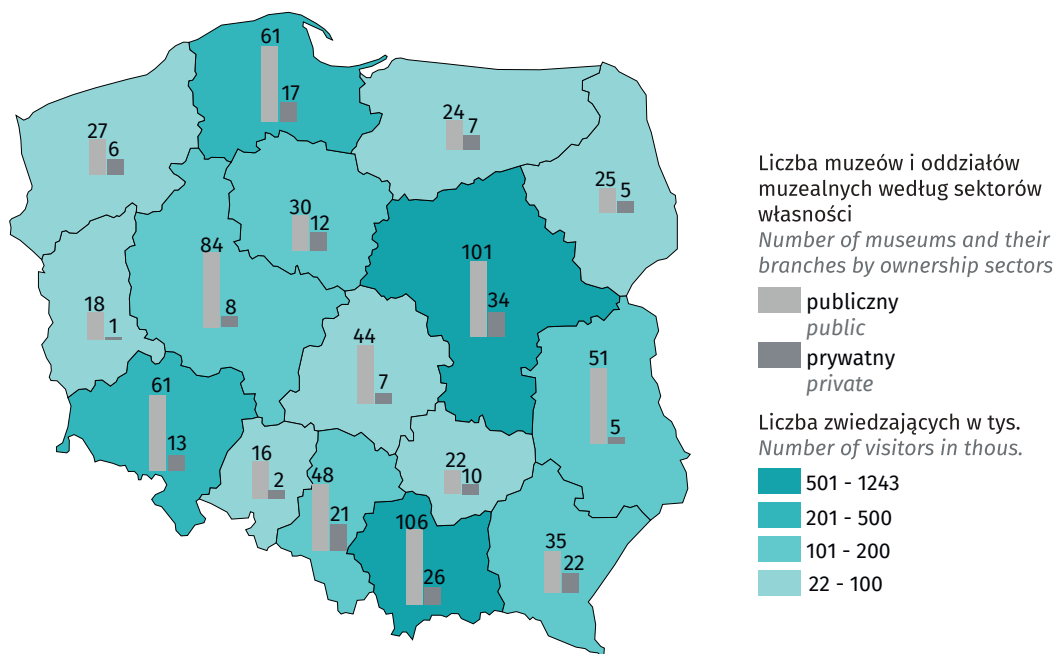 61
17
24
7
27
6
25
5
30
12
84
8
101
34
18
1
44
7
51
5
61
13
16
2
48
21
22
10
106
26
35
22
Liczba muzeów i oddziałów
muzealnych według sektorów
własności
Number of museums and their
branches by ownership sectors
publiczny
public
prywatny
private
Liczba zwiedzających w tys.
Number of visitors in thous.
501 - 1243
201 - 500
101 - 200
22 - 100